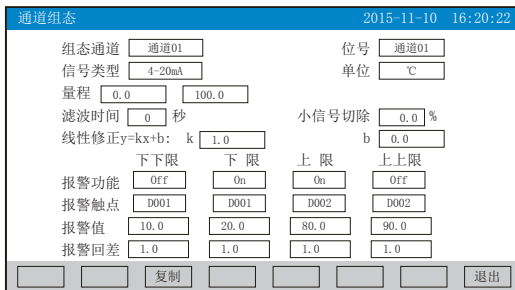 通道组态 2015-11-10 16:20:22
组态通道 通道01 位号 通道01
信号类型 4-20mA 单位 ℃
量程 0.0 100.0
滤波时间 0 秒 小信号切除 0.0 %
线性修正y=kx+b: k 1.0 b 0.0
下下限 下 限 上 限 上上限
报警功能 Off On On Off
报警触点 D001 D001 D002 D002
报警值 10.0 20.0 80.0 90.0
报警回差 1.0 1.0 1.0 1.0
复制 退出